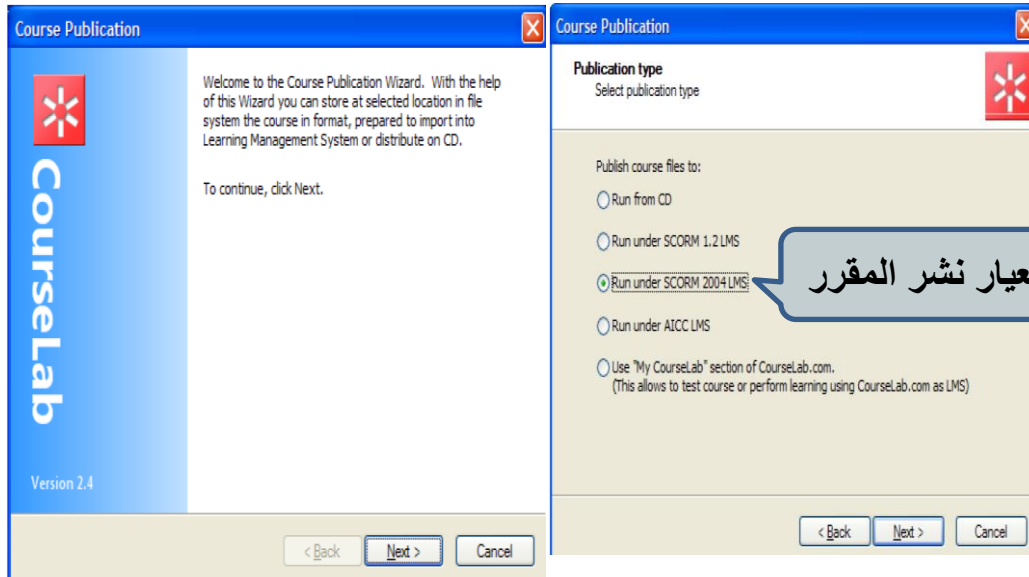 Course Publication
Welcome to the Course Publication Wizard. With the help
of this Wizard you can store at selected location in file
system the course in format, prepared to import into
Learning Management System or distribute on CD.
To continue, click Next.
CourseLab
Version 2.4
< Back
Next >
Cancel
Course Publication
Publication type
Select publication type
Publish course files to:
Run from CD
Run under SCORM 1.2 LMS
Run under SCORM 2004 LMS
نشر المقرر
Run under AICC LMS
Use "My CourseLab" section of CourseLab.com.
(This allows to test course or perform learning using CourseLab.com as LMS)
< Back
Next >
Cancel